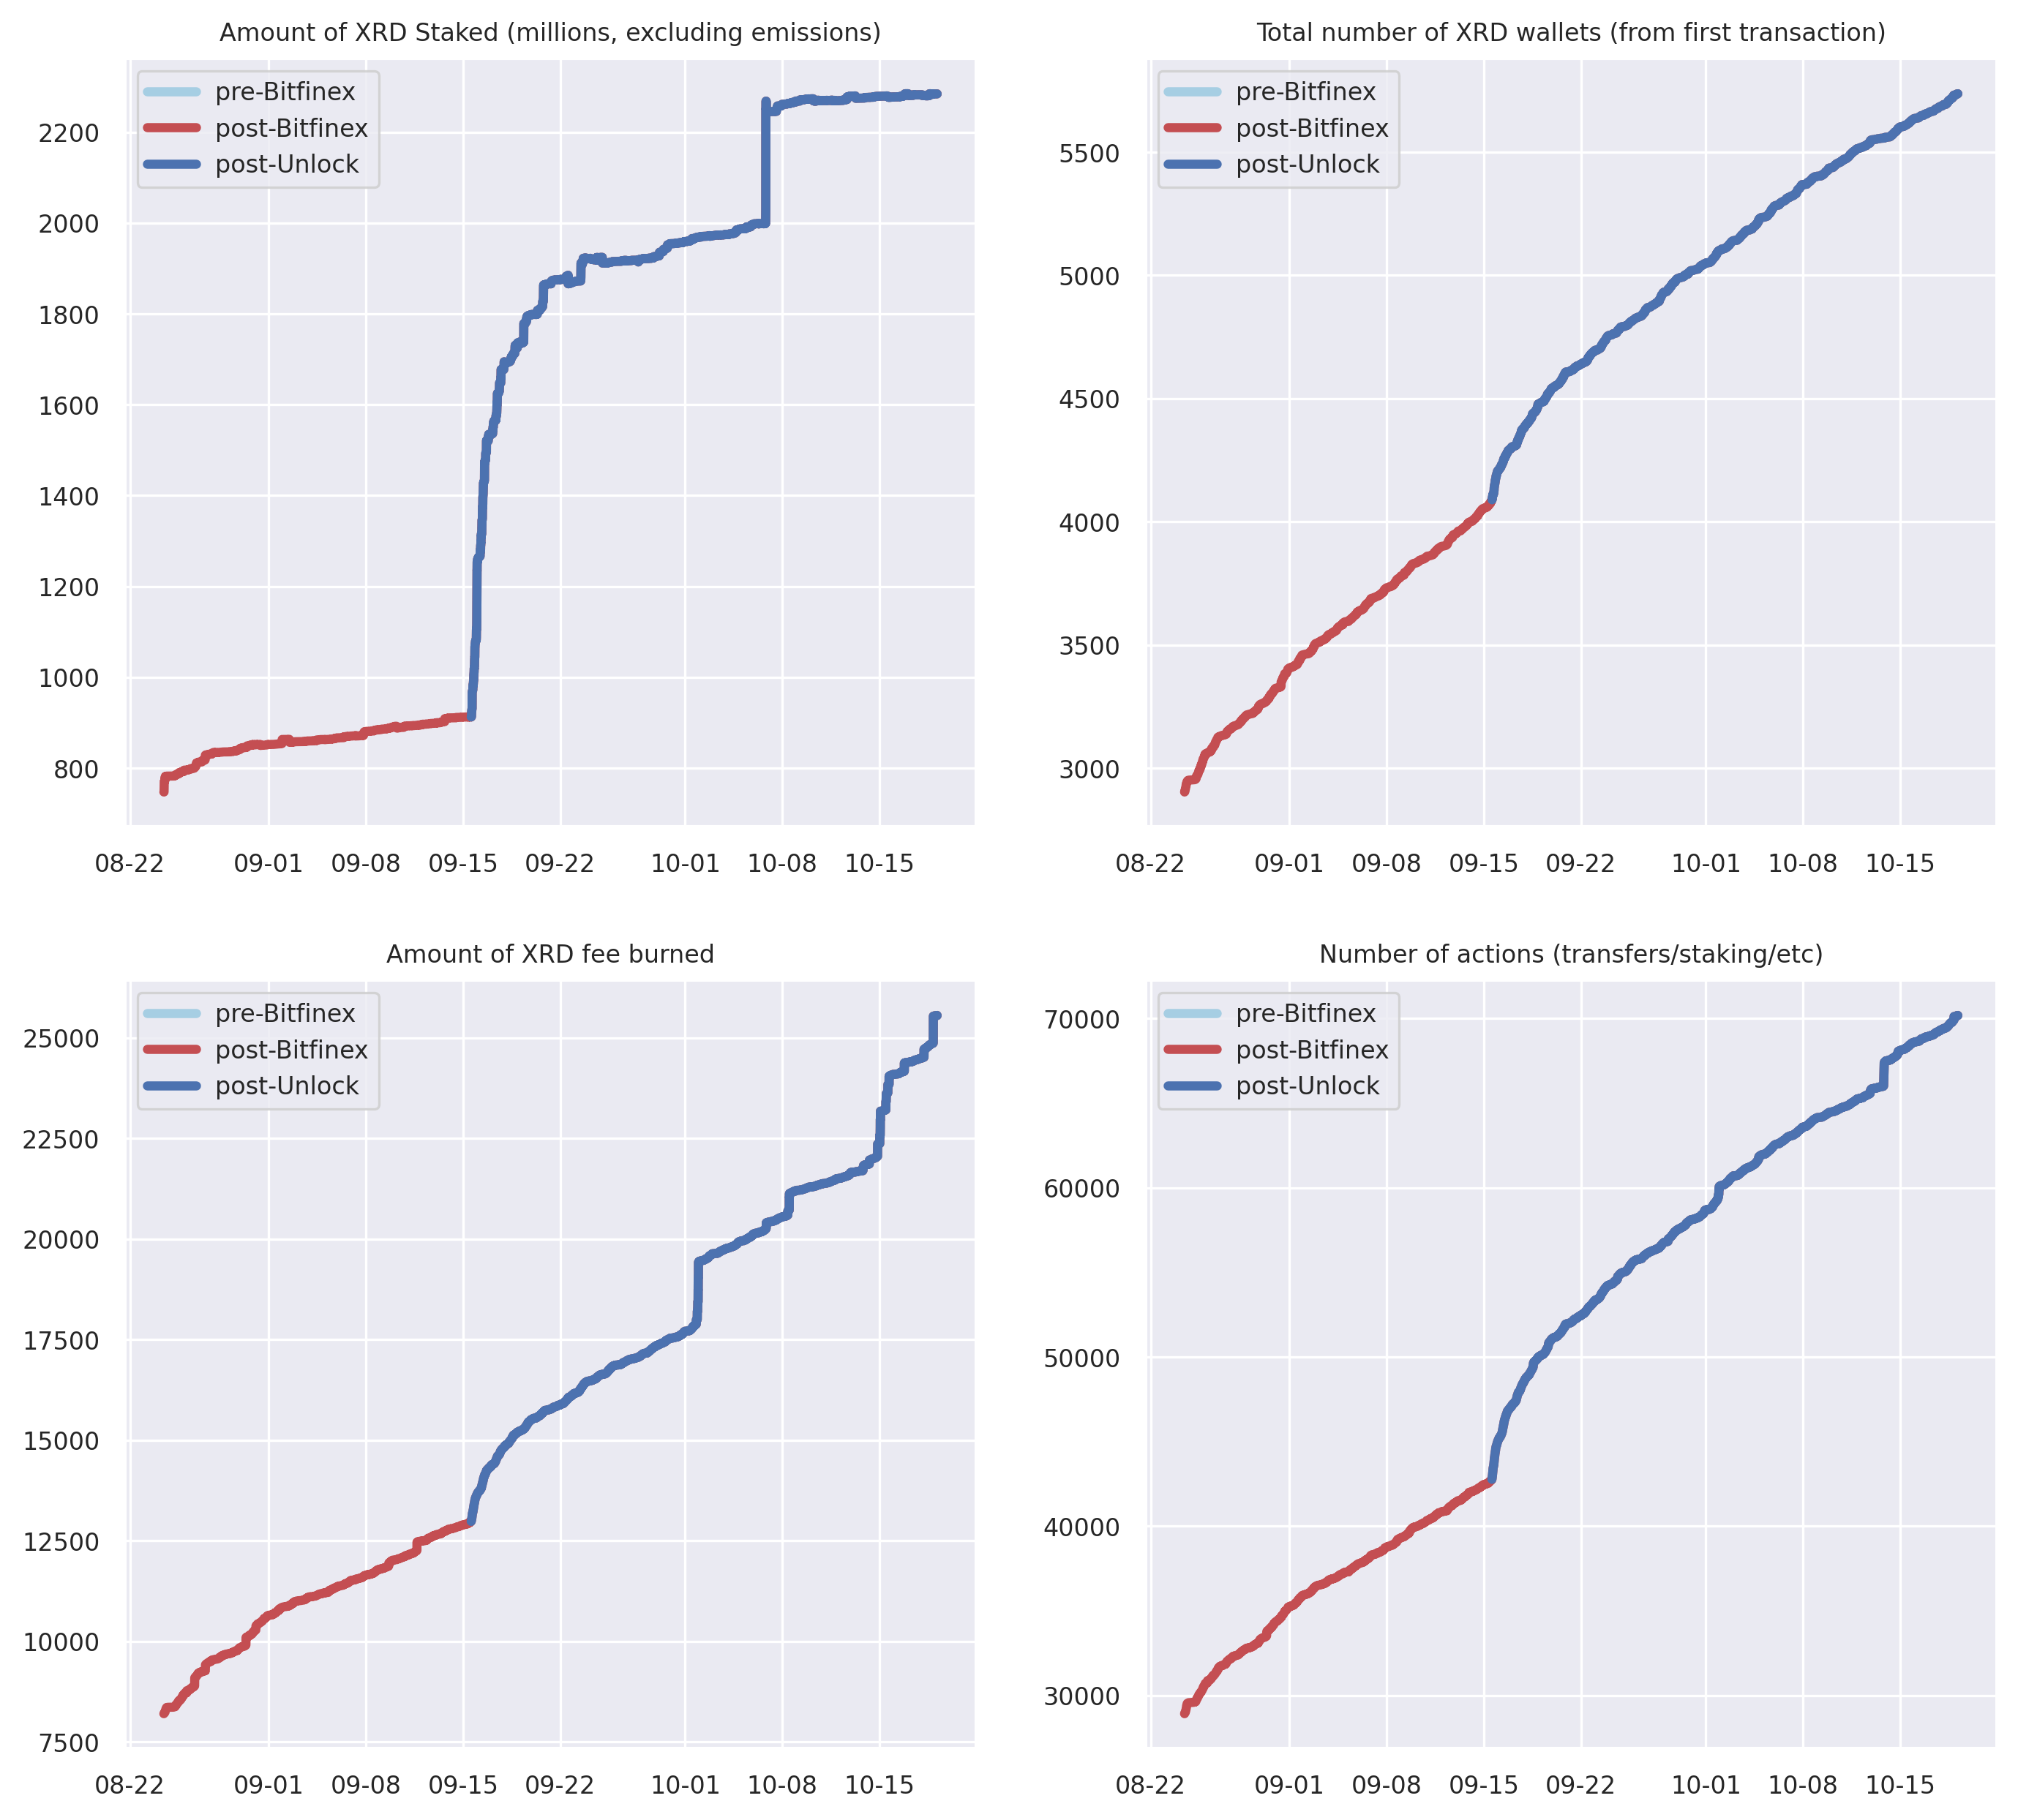 Amount of XRD Staked (millions, excluding emissions)
pre-Bitfinex
post-Bitfinex
post-Unlock
2200
2000
1800
1600
1400
1200
1000
800
08-22 09-01 09-08 09-15 09-22 10-01 10-08 10-15
Total number of XRD wallets (from first transaction)
pre-Bitfinex
post-Bitfinex
post-Unlock
5500
5000
4500
4000
3500
3000
08-22 09-01 09-08 09-15 09-22 10-01 10-08 10-15
Amount of XRD fee burned
pre-Bitfinex
post-Bitfinex
post-Unlock
25000
22500
20000
17500
15000
12500
10000
7500
08-22 09-01 09-08 09-15 09-22 10-01 10-08 10-15
Number of actions (transfers/staking/etc)
pre-Bitfinex
post-Bitfinex
post-Unlock
70000
60000
50000
40000
30000
08-22 09-01 09-08 09-15 09-22 10-01 10-08 10-15